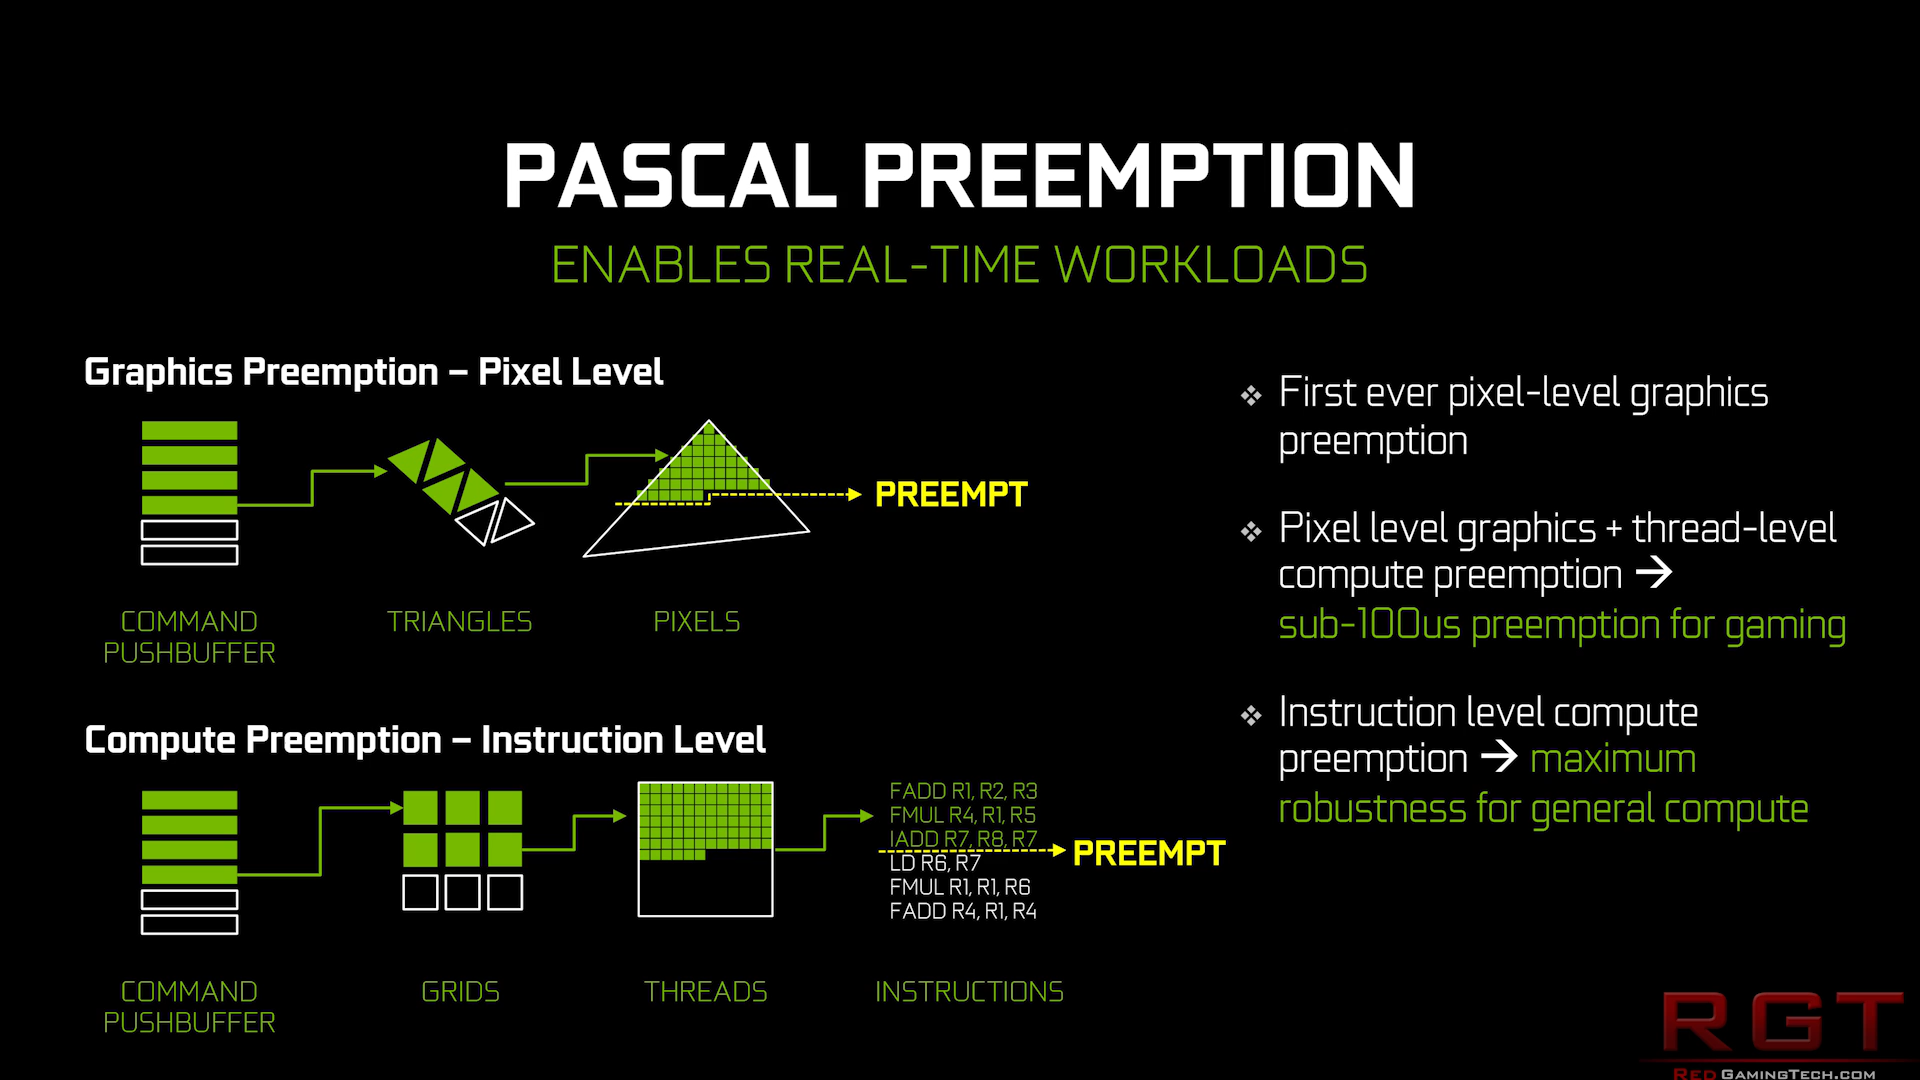 PASCAL PREEMPTION
ENABLES REAL-TIME WORKLOADS
Graphics Preemption – Pixel Level
PREEMPT
COMMAND
PUSHBUFFER
TRIANGLES
PIXELS
Compute Preemption – Instruction Level
FADD R1, R2, R3
FMUL R4, R1, R5
IADD R7, R8, R7
LD R6, R7
FMUL R1, R1, R6
FADD R4, R1, R4
PREEMPT
COMMAND
PUSHBUFFER
GRIDS
THREADS
INSTRUCTIONS
❖ First ever pixel-level graphics
preemption
❖ Pixel level graphics + thread-level
compute preemption →
sub-100us preemption for gaming
❖ Instruction level compute
preemption → maximum
robustness for general compute
RGT
RED GAMINGTECH.COM